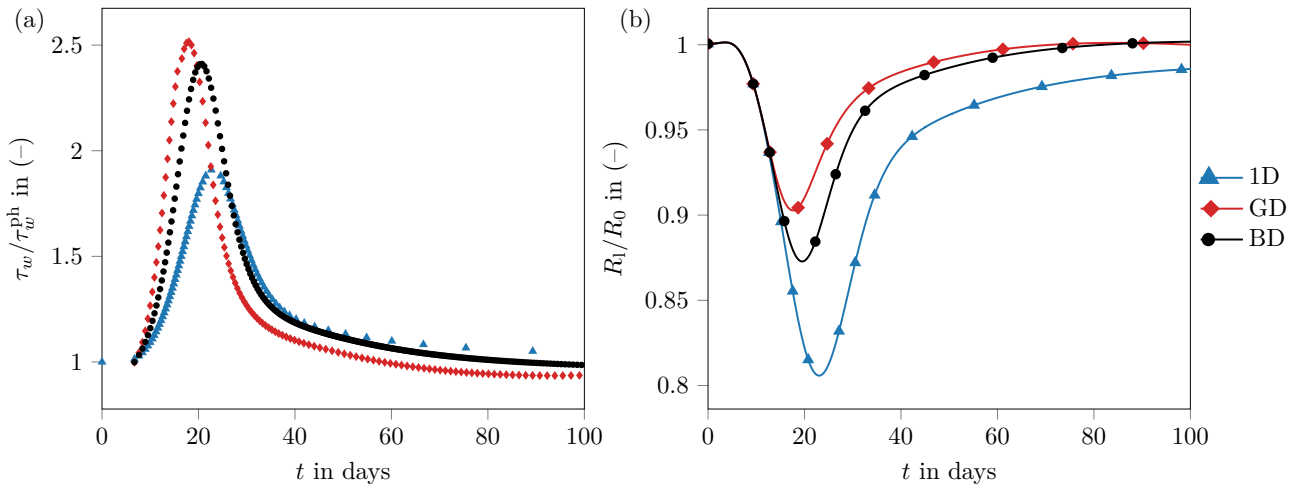 (a)
2.5
2
1.5
1
0
20
40
60
80
100
t in days
τ_w/τ_w^ph in (–)
(b)
1
0.95
0.9
0.85
0.8
0
20
40
60
80
100
t in days
R_l/R_0 in (–)
1D
GD
BD